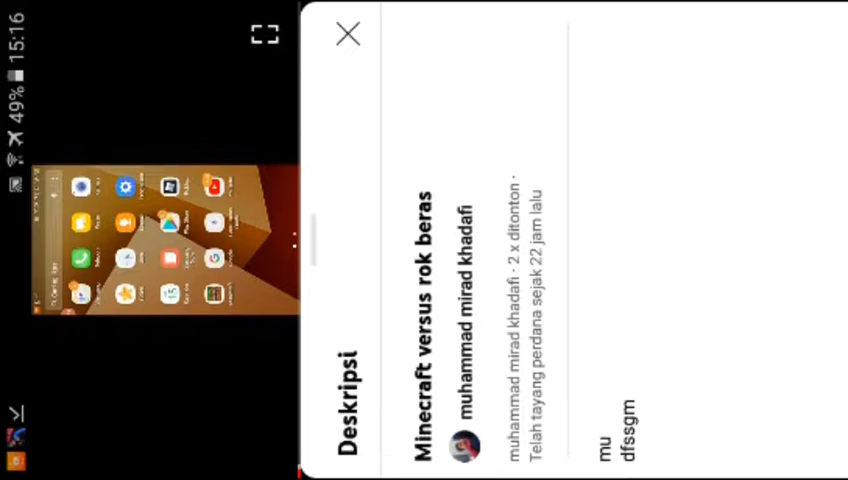 15:16
49%
Deskripsi
Minecraft versus rok beras
muhammad mirad khadafi
muhammad mirad khadafi · 2 x ditonton ·
Telah tayang perdana sejak 22 jam lalu
mu
dfssgm